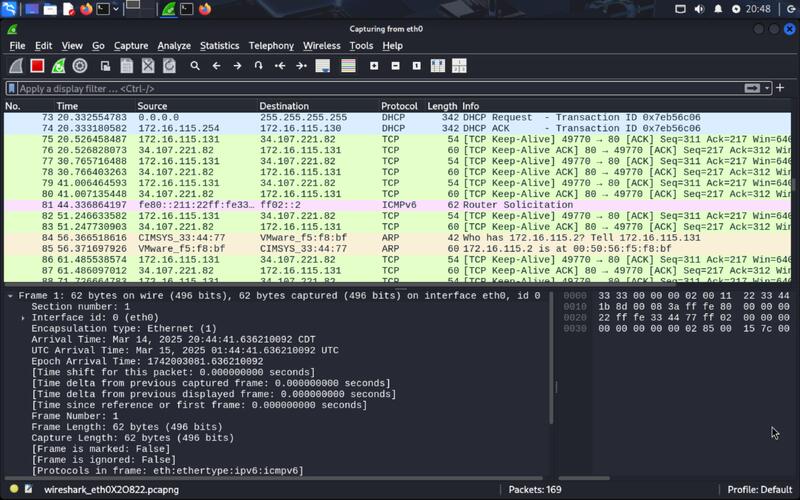 20:48
Capturing from eth0
File Edit View Go Capture Analyze Statistics Telephony Wireless Tools Help
Apply a display filter ... <Ctrl-/>
No. Time Source Destination Protocol Length Info
73 20.332554783 0.0.0.0 255.255.255.255 DHCP 342 DHCP Request - Transaction ID 0x7eb56c06
74 20.333180582 172.16.115.254 172.16.115.130 DHCP 342 DHCP ACK - Transaction ID 0x7eb56c06
75 20.526458487 172.16.115.131 34.107.221.82 TCP 54 [TCP Keep-Alive] 49770 → 80 [ACK] Seq=311 Ack=217 Win=640
76 20.526828073 34.107.221.82 172.16.115.131 TCP 60 [TCP Keep-Alive] ACK] 80 → 49770 [ACK] Seq=217 Ack=312 Win
77 30.765716488 172.16.115.131 34.107.221.82 TCP 54 [TCP Keep-Alive] 49770 → 80 [ACK] Seq=311 Ack=217 Win=640
78 30.766403263 34.107.221.82 172.16.115.131 TCP 60 [TCP Keep-Alive] ACK] 80 → 49770 [ACK] Seq=217 Ack=312 Win
79 41.006464593 172.16.115.131 34.107.221.82 TCP 54 [TCP Keep-Alive] 49770 → 80 [ACK] Seq=311 Ack=217 Win=640
80 41.007135448 34.107.221.82 172.16.115.131 TCP 60 [TCP Keep-Alive] ACK] 80 → 49770 [ACK] Seq=217 Ack=312 Win
81 44.336864197 fe80::211:22ff:fe33… ff02::2 ICMPv6 62 Router Solicitation
82 51.246633582 172.16.115.131 34.107.221.82 TCP 54 [TCP Keep-Alive] 49770 → 80 [ACK] Seq=311 Ack=217 Win=640
83 51.247730903 34.107.221.82 172.16.115.131 TCP 60 [TCP Keep-Alive] ACK] 80 → 49770 [ACK] Seq=217 Ack=312 Win
84 56.366518616 CIMSYS_33:44:77 VMware_f5:f8:bf ARP 42 Who has 172.16.115.2? Tell 172.16.115.131
85 56.371697926 VMware_f5:f8:bf CIMSYS_33:44:77 ARP 60 172.16.115.2 is at 00:50:56:f5:f8:bf
86 61.485538574 172.16.115.131 34.107.221.82 TCP 54 [TCP Keep-Alive] 49770 → 80 [ACK] Seq=311 Ack=217 Win=640
87 61.486097012 34.107.221.82 172.16.115.131 TCP 60 [TCP Keep-Alive] ACK] 80 → 49770 [ACK] Seq=217 Ack=312 Win
Frame 1: 62 bytes on wire (496 bits), 62 bytes captured (496 bits) on interface eth0, id 0
Section number: 1
Interface id: 0 (eth0)
Encapsulation type: Ethernet (1)
Arrival Time: Mar 14, 2025 20:44:41.636210092 CDT
UTC Arrival Time: Mar 15, 2025 01:44:41.636210092 UTC
Epoch Arrival Time: 1742003081.636210092
[Time shift for this packet: 0.000000000 seconds]
[Time delta from previous captured frame: 0.000000000 seconds]
[Time delta from previous displayed frame: 0.000000000 seconds]
[Time since reference or first frame: 0.000000000 seconds]
Frame Number: 1
Frame Length: 62 bytes (496 bits)
Capture Length: 62 bytes (496 bits)
[Frame is marked: False]
[Frame is ignored: False]
[Protocols in frame: eth:ethertype:ipv6:icmpv6]
0000 33 33 00 00 00 02 00 11 22 33 44
0010 1b 8d 00 08 3a ff fe 80 00 00 00
0020 22 ff fe 33 44 77 ff 02 00 00 00
0030 00 00 00 00 00 02 85 00 15 7c 00
wireshark_eth0X2O822.pcapng
Packets: 169
Profile: Default